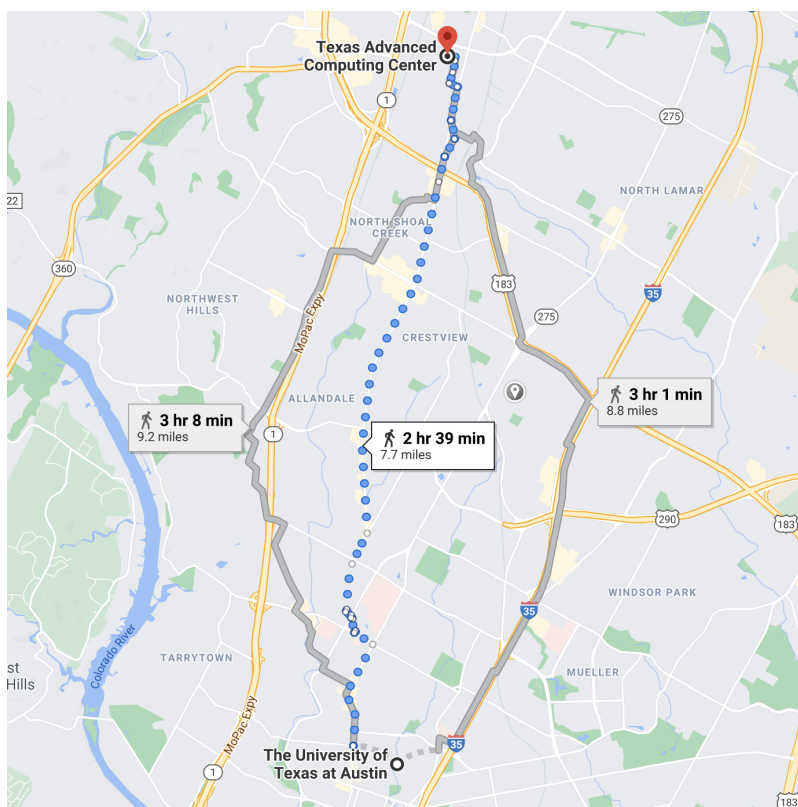 Texas Advanced
Computing Center
1
275
22
NORTH LAMAR
NORTH SHOAL
CREEK
360
183
35
NORTHWEST
HILLS
275
MoPac Expy
CRESTVIEW
ALLANDALE
3 hr 1 min
8.8 miles
3 hr 8 min
9.2 miles
1
2 hr 39 min
7.7 miles
290
183
WINDSOR PARK
35
Colorado River
TARRYTOWN
st
Hills
MUELLER
MoPac Expy
35
The University of
Texas at Austin
1
183